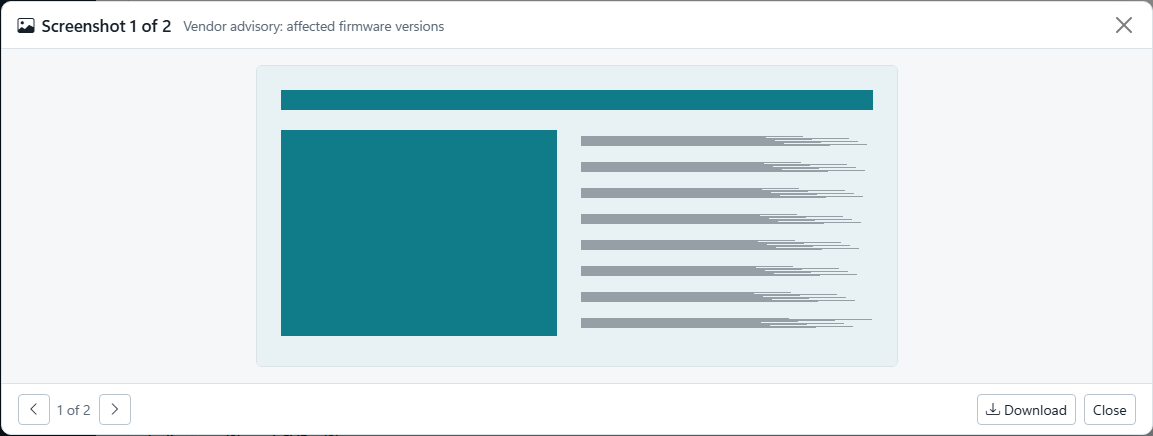 Screenshot 1 of 2 Vendor advisory: affected firmware versions
1 of 2
Download Close